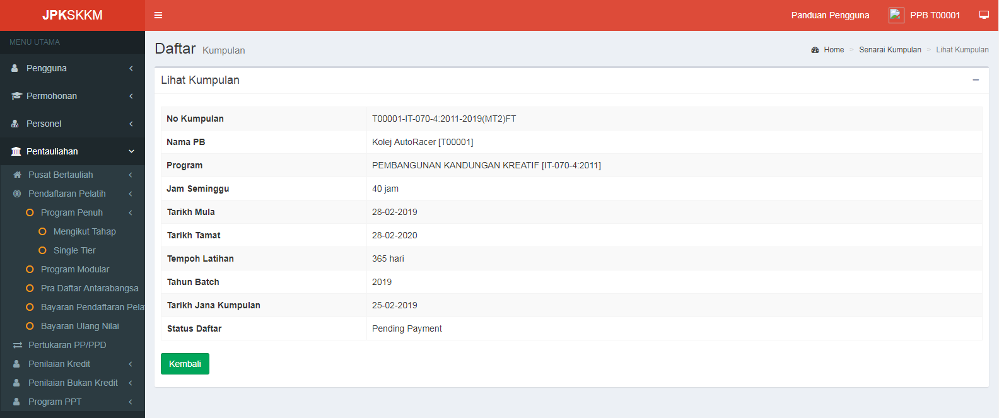 JPKSKKM
Panduan Pengguna
PPB T00001
MENU UTAMA
Pengguna
Permohonan
Personel
Pentauliahan
Pusat Bertauliah
Pendaftaran Pelatih
Program Penuh
Mengikut Tahap
Single Tier
Program Modular
Pra Daftar Antarabangsa
Bayaran Pendaftaran Pela
Bayaran Ulang Nilai
Pertukaran PP/PPD
Penilaian Kredit
Penilaian Bukan Kredit
Program PPT
Daftar Kumpulan
Home > Senarai Kumpulan > Lihat Kumpulan
Lihat Kumpulan
No Kumpulan T00001-IT-070-4:2011-2019(MT2)FT
Nama PB Kolej AutoRacer [T00001]
Program PEMBANGUNAN KANDUNGAN KREATIF [IT-070-4:2011]
Jam Seminggu 40 jam
Tarikh Mula 28-02-2019
Tarikh Tamat 28-02-2020
Tempoh Latihan 365 hari
Tahun Batch 2019
Tarikh Jana Kumpulan 25-02-2019
Status Daftar Pending Payment
Kembali